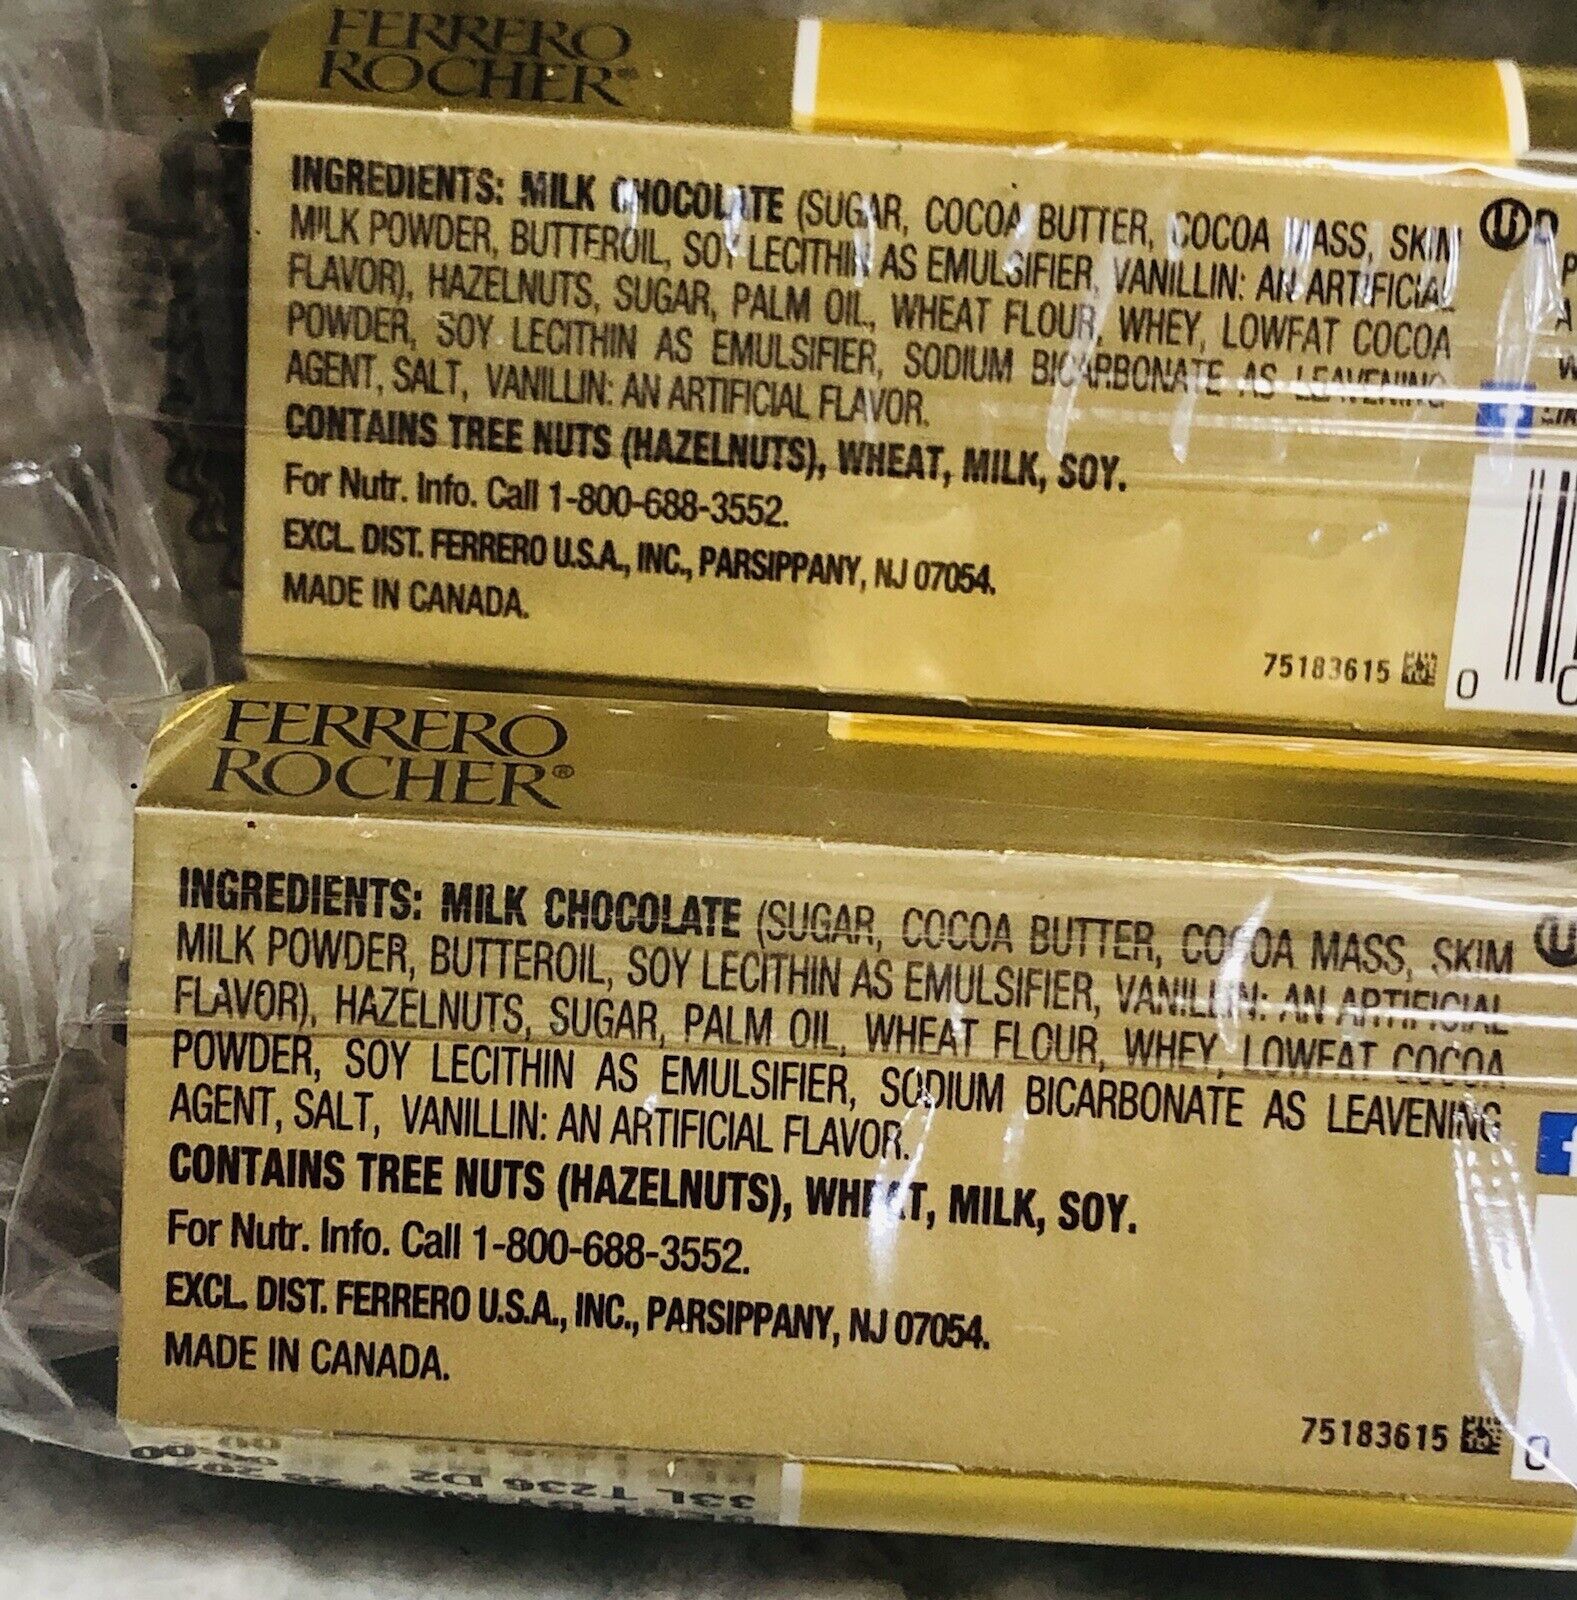 FERRERO
ROCHER®
INGREDIENTS: MILK CHOCOLATE (SUGAR, COCOA BUTTER, COCOA MASS, SKIM
MILK POWDER, BUTTEROIL, SOY LECITHIN AS EMULSIFIER, VANILLIN: AN ARTIFICIAL
FLAVOR), HAZELNUTS, SUGAR, PALM OIL, WHEAT FLOUR, WHEY, LOWFAT COCOA
POWDER, SOY LECITHIN AS EMULSIFIER, SODIUM BICARBONATE AS LEAVENING
AGENT, SALT, VANILLIN: AN ARTIFICIAL FLAVOR.
CONTAINS TREE NUTS (HAZELNUTS), WHEAT, MILK, SOY.
For Nutr. Info. Call 1-800-688-3552.
EXCL. DIST. FERRERO U.S.A., INC., PARSIPPANY, NJ 07054.
MADE IN CANADA.
75183615
0
FERRERO
ROCHER®
INGREDIENTS: MILK CHOCOLATE (SUGAR, COCOA BUTTER, COCOA MASS, SKIM
MILK POWDER, BUTTEROIL, SOY LECITHIN AS EMULSIFIER, VANILLIN: AN ARTIFICIAL
FLAVOR), HAZELNUTS, SUGAR, PALM OIL, WHEAT FLOUR, WHEY, LOWFAT COCOA
POWDER, SOY LECITHIN AS EMULSIFIER, SODIUM BICARBONATE AS LEAVENING
AGENT, SALT, VANILLIN: AN ARTIFICIAL FLAVOR.
CONTAINS TREE NUTS (HAZELNUTS), WHEAT, MILK, SOY.
For Nutr. Info. Call 1-800-688-3552.
EXCL. DIST. FERRERO U.S.A., INC., PARSIPPANY, NJ 07054.
MADE IN CANADA.
75183615
0
33L T236 D2